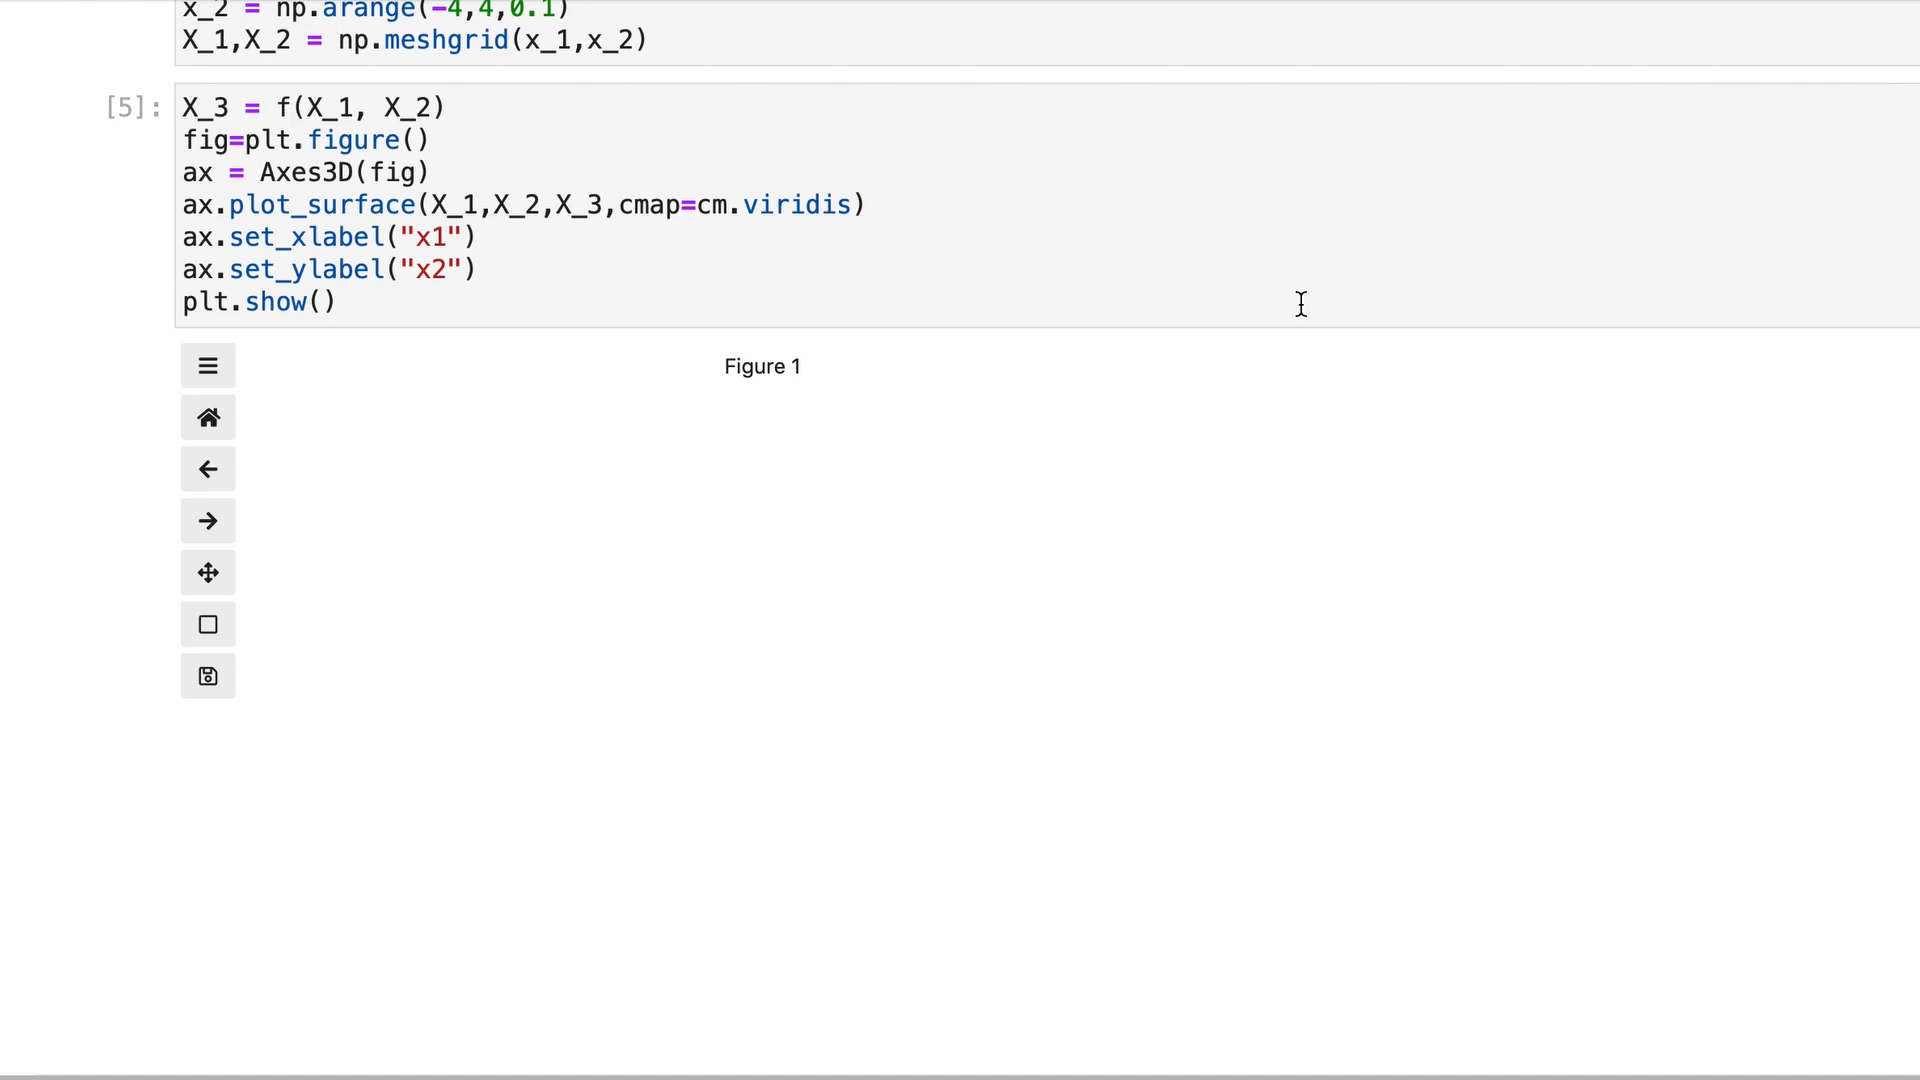 x_2 = np.arange(-4,4,0.1)
X_1,X_2 = np.meshgrid(x_1,x_2)
[5]:
X_3 = f(X_1, X_2)
fig=plt.figure()
ax = Axes3D(fig)
ax.plot_surface(X_1,X_2,X_3,cmap=cm.viridis)
ax.set_xlabel("x1")
ax.set_ylabel("x2")
plt.show()
Figure 1